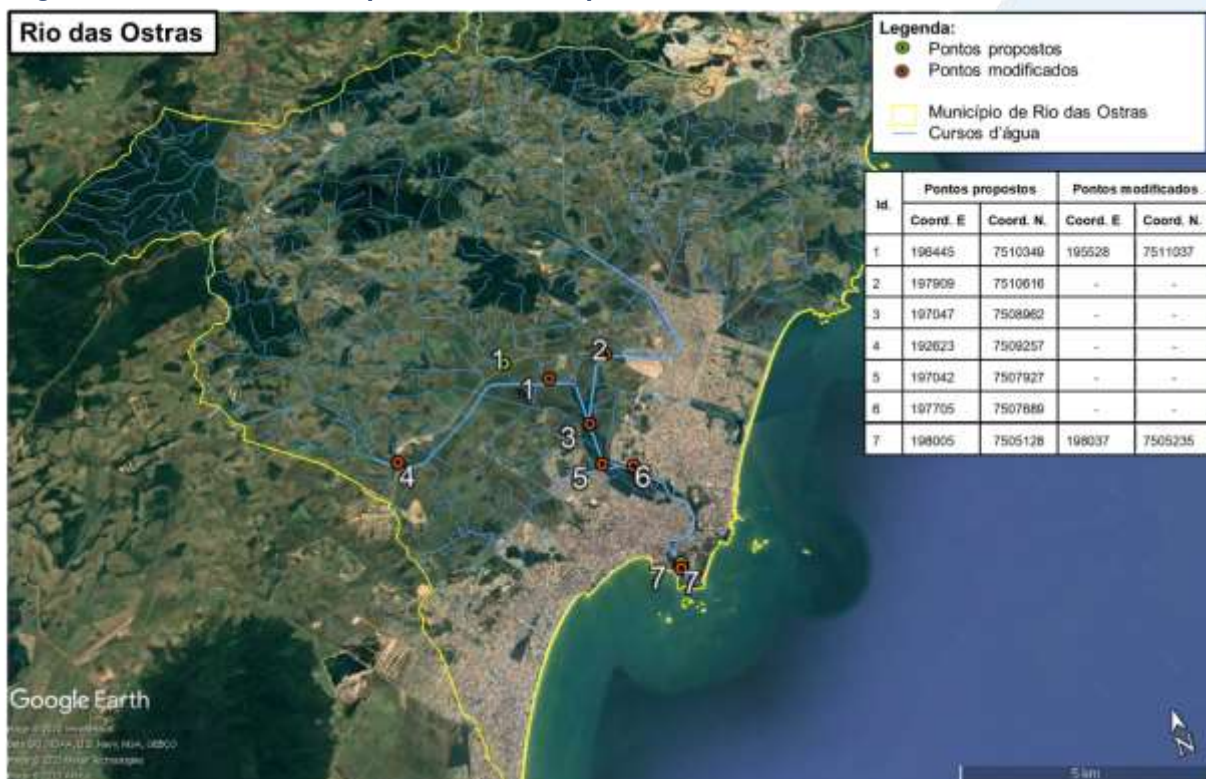 Rio das Ostras
Legenda:
Pontos propostos
Pontos modificados
Município de Rio das Ostras
Cursos d'água
Id. Pontos propostos Pontos modificados
Coord. E Coord. N. Coord. E Coord. N.
1 196445 7510349 195528 7511037
2 197909 7510616 - -
3 197047 7508962 - -
4 192623 7509257 - -
5 197042 7507927 - -
6 197705 7507689 - -
7 198005 7505128 198037 7505235
1
2
1
3
4
5
6
7
7
Google Earth
5 km